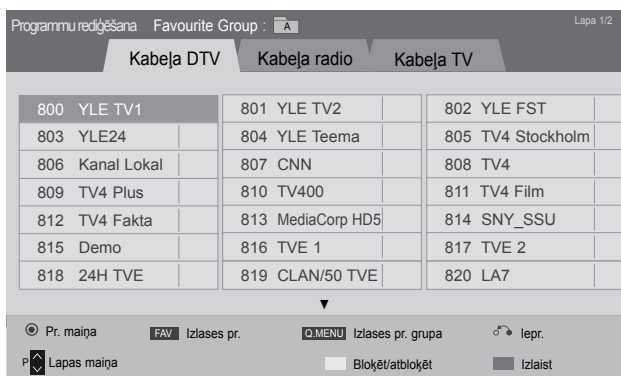 Programmu rediģēšana Favourite Group : A Lapa 1/2
Kabeļa DTV Kabeļa radio Kabeļa TV
800 YLE TV1 801 YLE TV2 802 YLE FST
803 YLE24 804 YLE Teema 805 TV4 Stockholm
806 Kanal Lokal 807 CNN 808 TV4
809 TV4 Plus 810 TV400 811 TV4 Film
812 TV4 Fakta 813 MediaCorp HD5 814 SNY_SSU
815 Demo 816 TVE 1 817 TVE 2
818 24H TVE 819 CLAN/50 TVE 820 LA7
▼
Pr. maiņa FAV Izlases pr. Q.MENU Izlases pr. grupa Iepr.
P Lapas maiņa Bloķēt/atbloķēt Izlaist